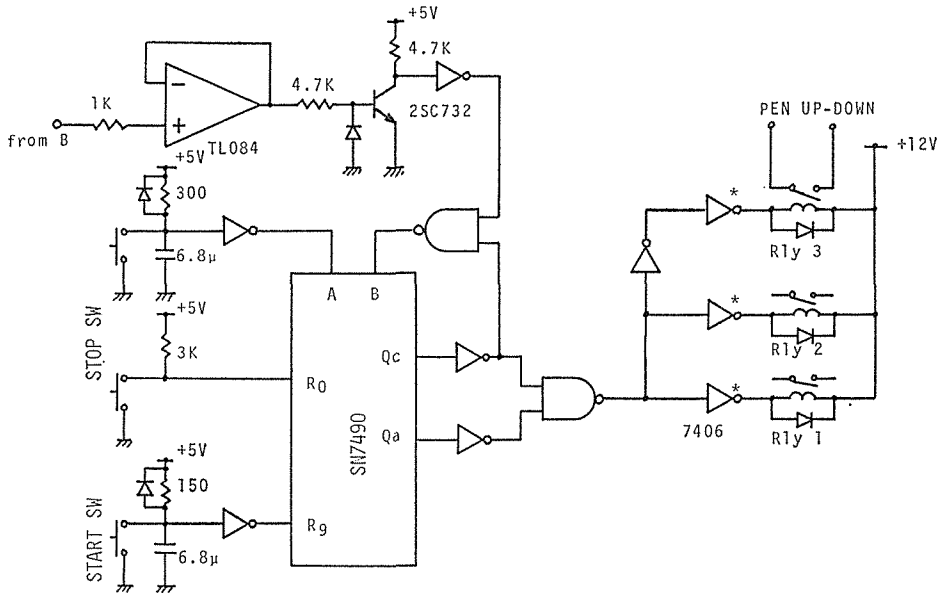 +5V
4.7K
4.7K
1K
2SC732
from B
TL084
PEN UP-DOWN
+12V
+5V
300
*
6.8μ
Rly 3
A B
+5V
*
STOP SW
3K
Rly 2
Qc
R0
*
SN7490
Qa
7406
Rly 1
+5V
150
START SW
R9
6.8μ